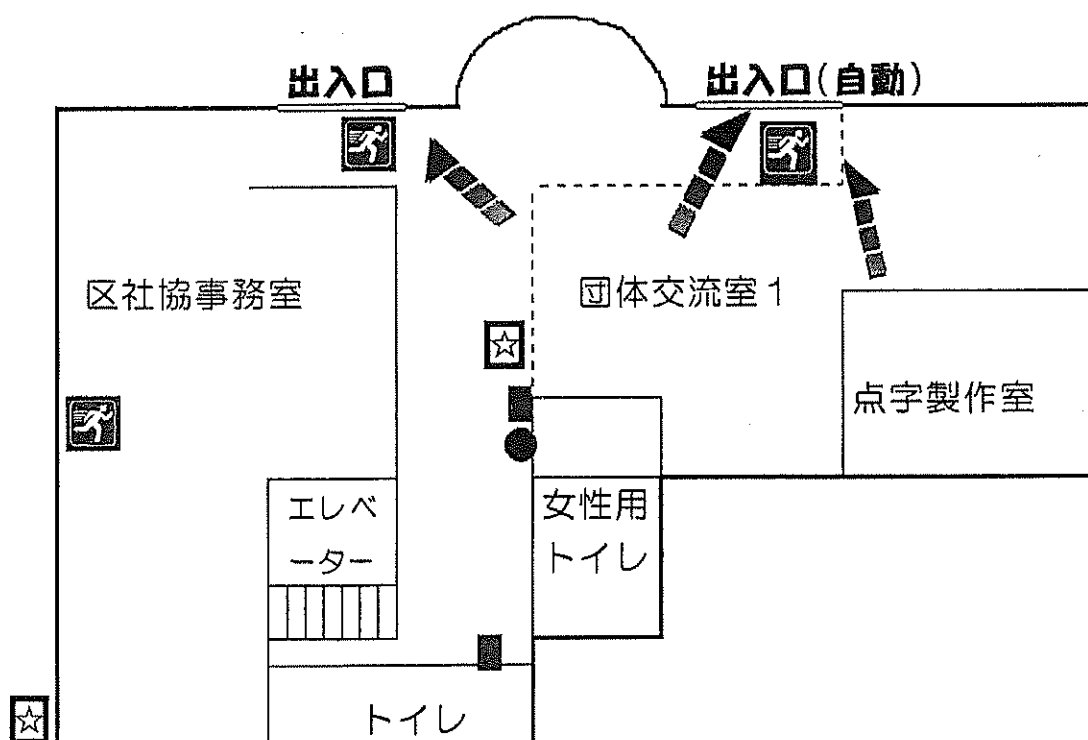 出入口
出入口(自動)
区社協事務室
団体交流室1
点字製作室
エレベ
ーター
女性用
トイレ
トイレ